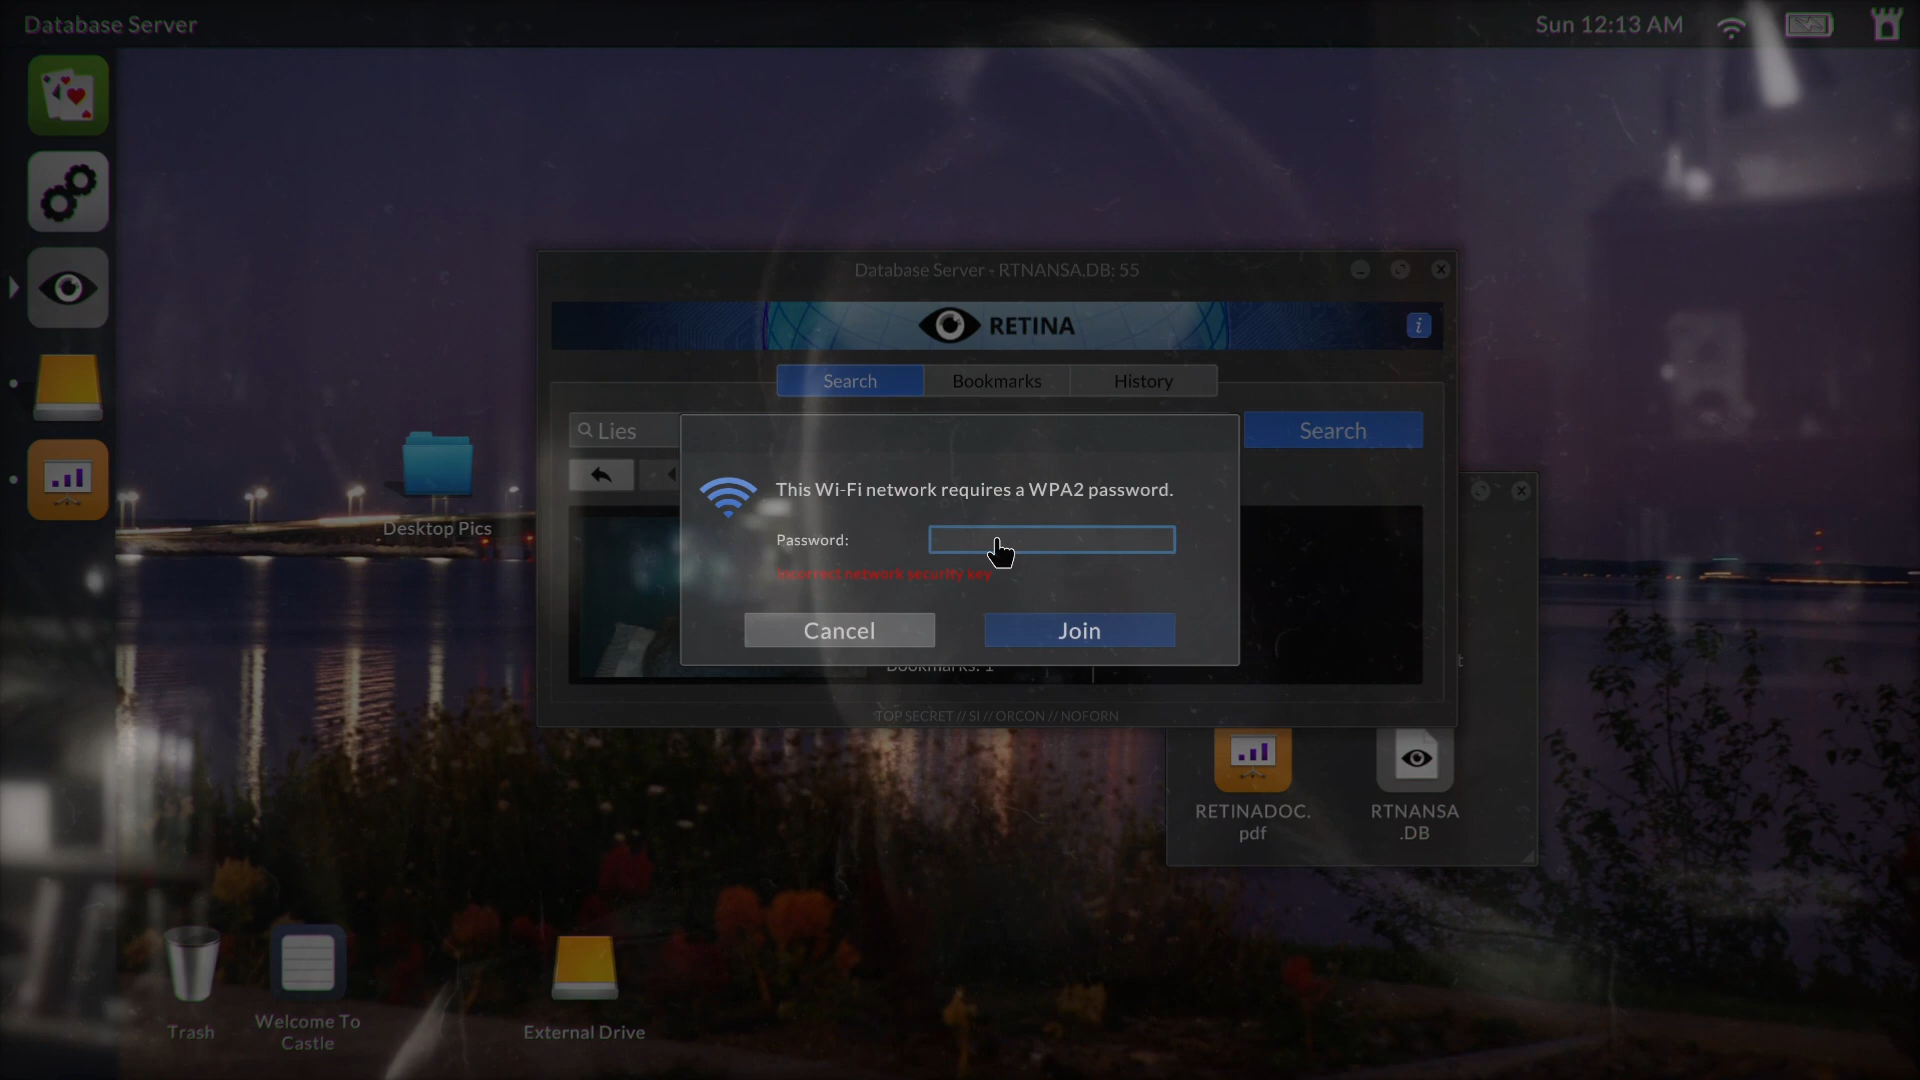 Database Server
Sun 12:13 AM
Database Server - RTNANSA.DB: 55
RETINA
i
Search
Bookmarks
History
Lies
Search
This Wi-Fi network requires a WPA2 password.
Password:
Incorrect network security key
Cancel
Join
Bookmarks: 1
TOP SECRET // SI // ORCON // NOFORN
Desktop Pics
RETINADOC.
pdf
RTNANSA
.DB
Trash
Welcome To
Castle
External Drive